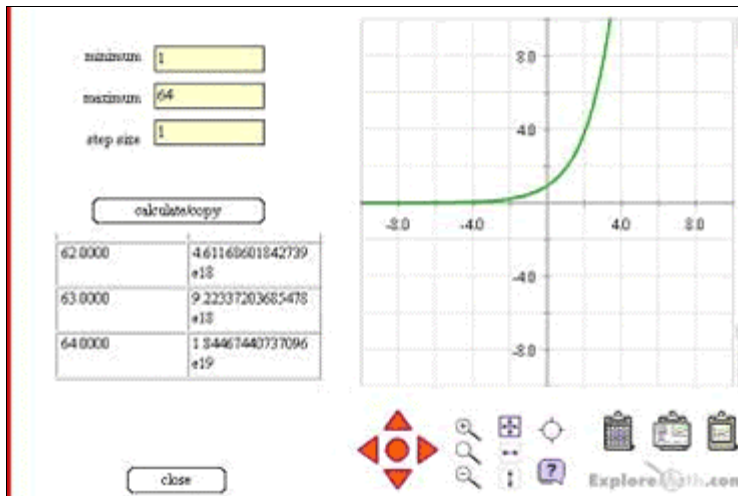 minimum 1
maximum 64
step size 1
calculate/copy
62.0000 4.61168601842739
e18
63.0000 9.22337203685478
e18
64.0000 1.84467440737096
e19
close
8.0
4.0
-8.0 -4.0 4.0 8.0
-4.0
-8.0
?
ExploreMath.com